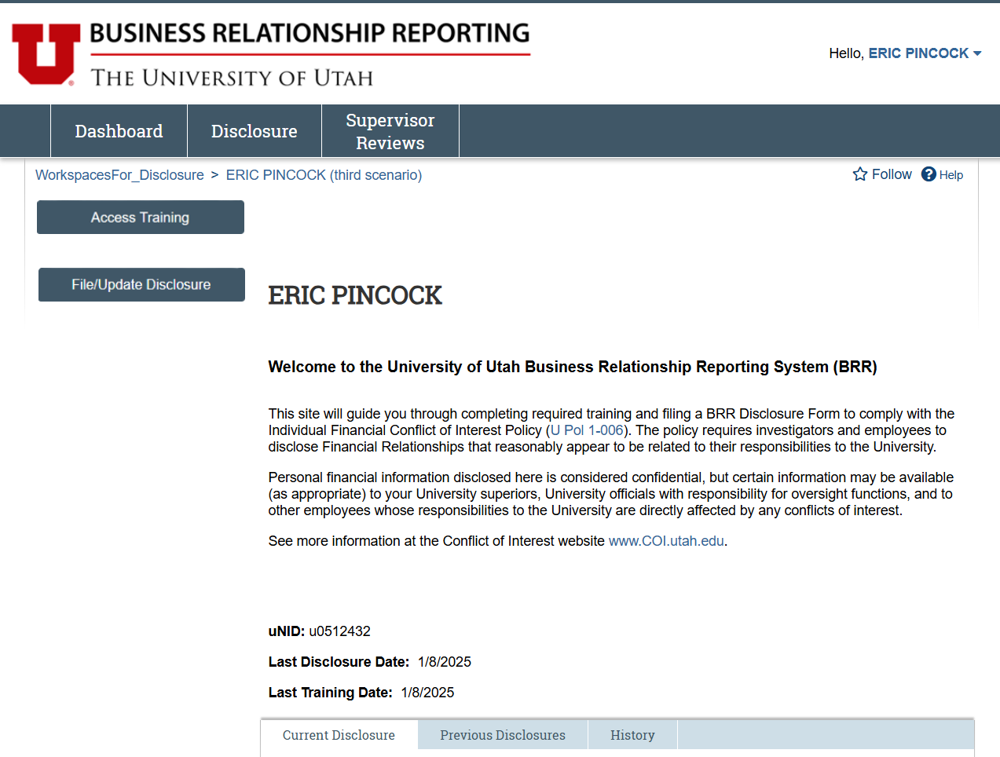 U BUSINESS RELATIONSHIP REPORTING
THE UNIVERSITY OF UTAH
Hello, ERIC PINCOCK
Dashboard
Disclosure
Supervisor
Reviews
WorkspacesFor_Disclosure > ERIC PINCOCK (third scenario)
Follow
? Help
Access Training
File/Update Disclosure
ERIC PINCOCK
Welcome to the University of Utah Business Relationship Reporting System (BRR)
This site will guide you through completing required training and filing a BRR Disclosure Form to comply with the
Individual Financial Conflict of Interest Policy (U Pol 1-006). The policy requires investigators and employees to
disclose Financial Relationships that reasonably appear to be related to their responsibilities to the University.
Personal financial information disclosed here is considered confidential, but certain information may be available
(as appropriate) to your University superiors, University officials with responsibility for oversight functions, and to
other employees whose responsibilities to the University are directly affected by any conflicts of interest.
See more information at the Conflict of Interest website www.COI.utah.edu.
uNID: u0512432
Last Disclosure Date: 1/8/2025
Last Training Date: 1/8/2025
Current Disclosure
Previous Disclosures
History